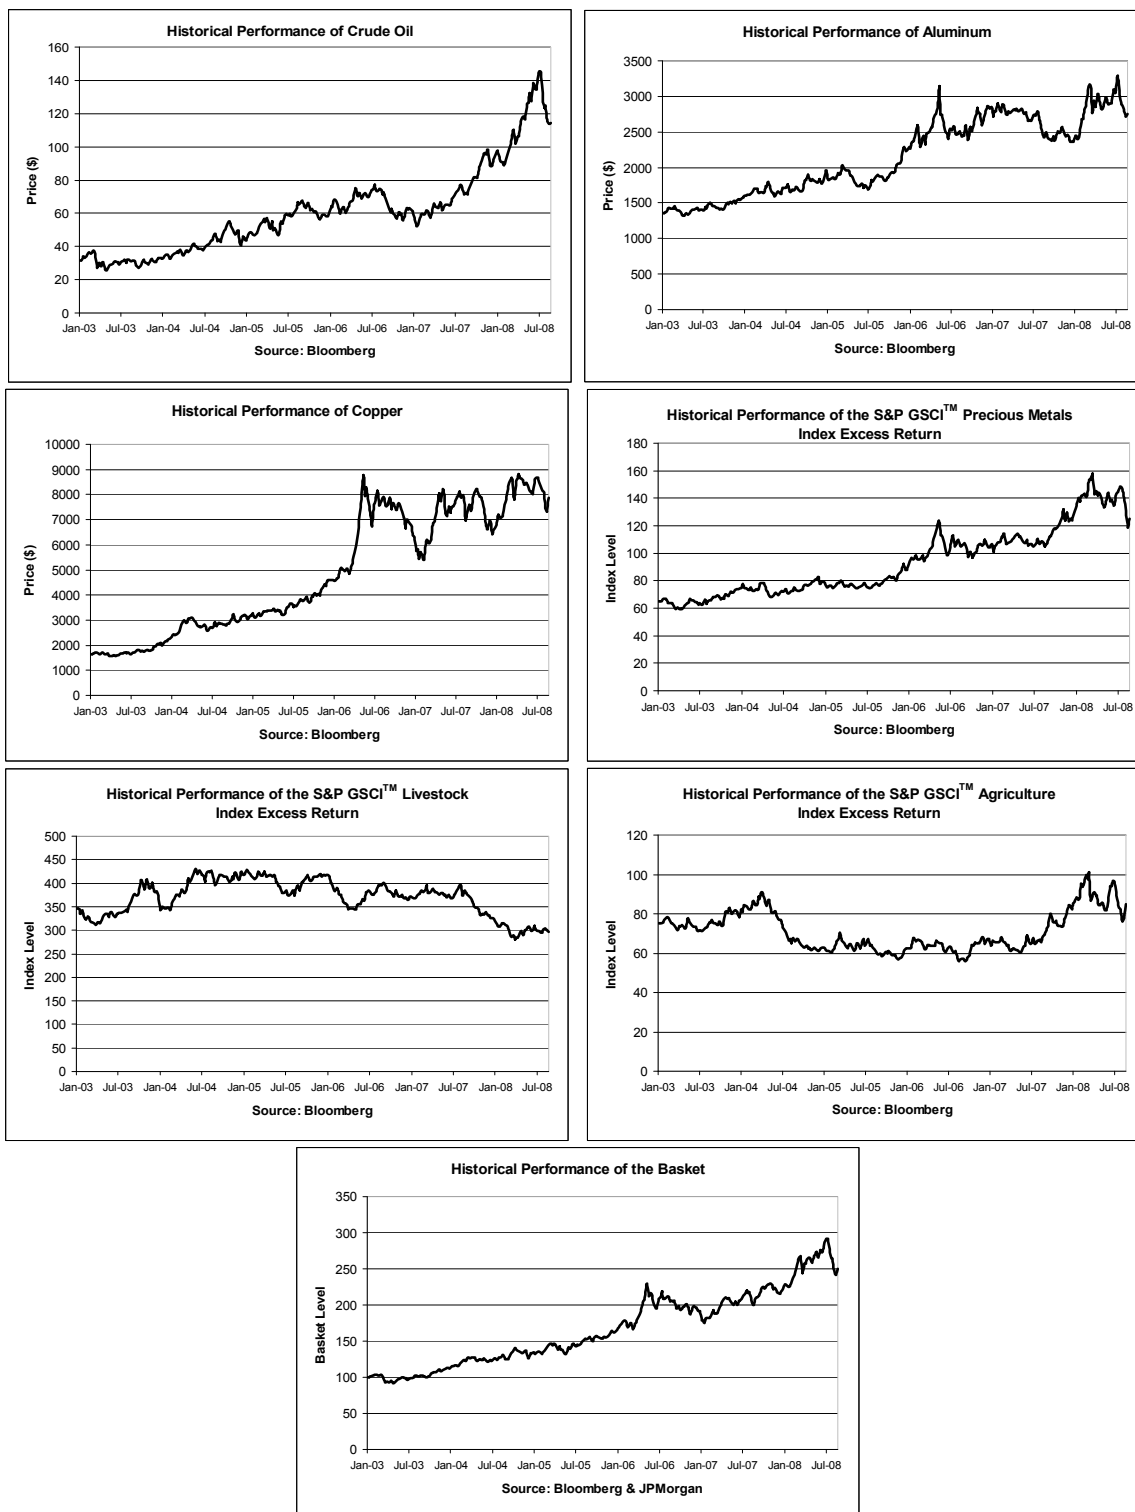 Historical Performance of Crude Oil
160
140
120
100
80
60
40
20
0
Price ($)
Jan-03 Jul-03 Jan-04 Jul-04 Jan-05 Jul-05 Jan-06 Jul-06 Jan-07 Jul-07 Jan-08 Jul-08
Source: Bloomberg
Historical Performance of Aluminum
3500
3000
2500
2000
1500
1000
500
0
Price ($)
Jan-03 Jul-03 Jan-04 Jul-04 Jan-05 Jul-05 Jan-06 Jul-06 Jan-07 Jul-07 Jan-08 Jul-08
Source: Bloomberg
Historical Performance of Copper
10000
9000
8000
7000
6000
5000
4000
3000
2000
1000
0
Price ($)
Jan-03 Jul-03 Jan-04 Jul-04 Jan-05 Jul-05 Jan-06 Jul-06 Jan-07 Jul-07 Jan-08 Jul-08
Source: Bloomberg
Historical Performance of the S&P GSCI™ Precious Metals
Index Excess Return
180
160
140
120
100
80
60
40
20
0
Index Level
Jan-03 Jul-03 Jan-04 Jul-04 Jan-05 Jul-05 Jan-06 Jul-06 Jan-07 Jul-07 Jan-08 Jul-08
Source: Bloomberg
Historical Performance of the S&P GSCI™ Livestock
Index Excess Return
500
450
400
350
300
250
200
150
100
50
0
Index Level
Jan-03 Jul-03 Jan-04 Jul-04 Jan-05 Jul-05 Jan-06 Jul-06 Jan-07 Jul-07 Jan-08 Jul-08
Source: Bloomberg
Historical Performance of the S&P GSCI™ Agriculture
Index Excess Return
120
100
80
60
40
20
0
Index Level
Jan-03 Jul-03 Jan-04 Jul-04 Jan-05 Jul-05 Jan-06 Jul-06 Jan-07 Jul-07 Jan-08 Jul-08
Source: Bloomberg
Historical Performance of the Basket
350
300
250
200
150
100
50
0
Basket Level
Jan-03 Jul-03 Jan-04 Jul-04 Jan-05 Jul-05 Jan-06 Jul-06 Jan-07 Jul-07 Jan-08 Jul-08
Source: Bloomberg & JPMorgan